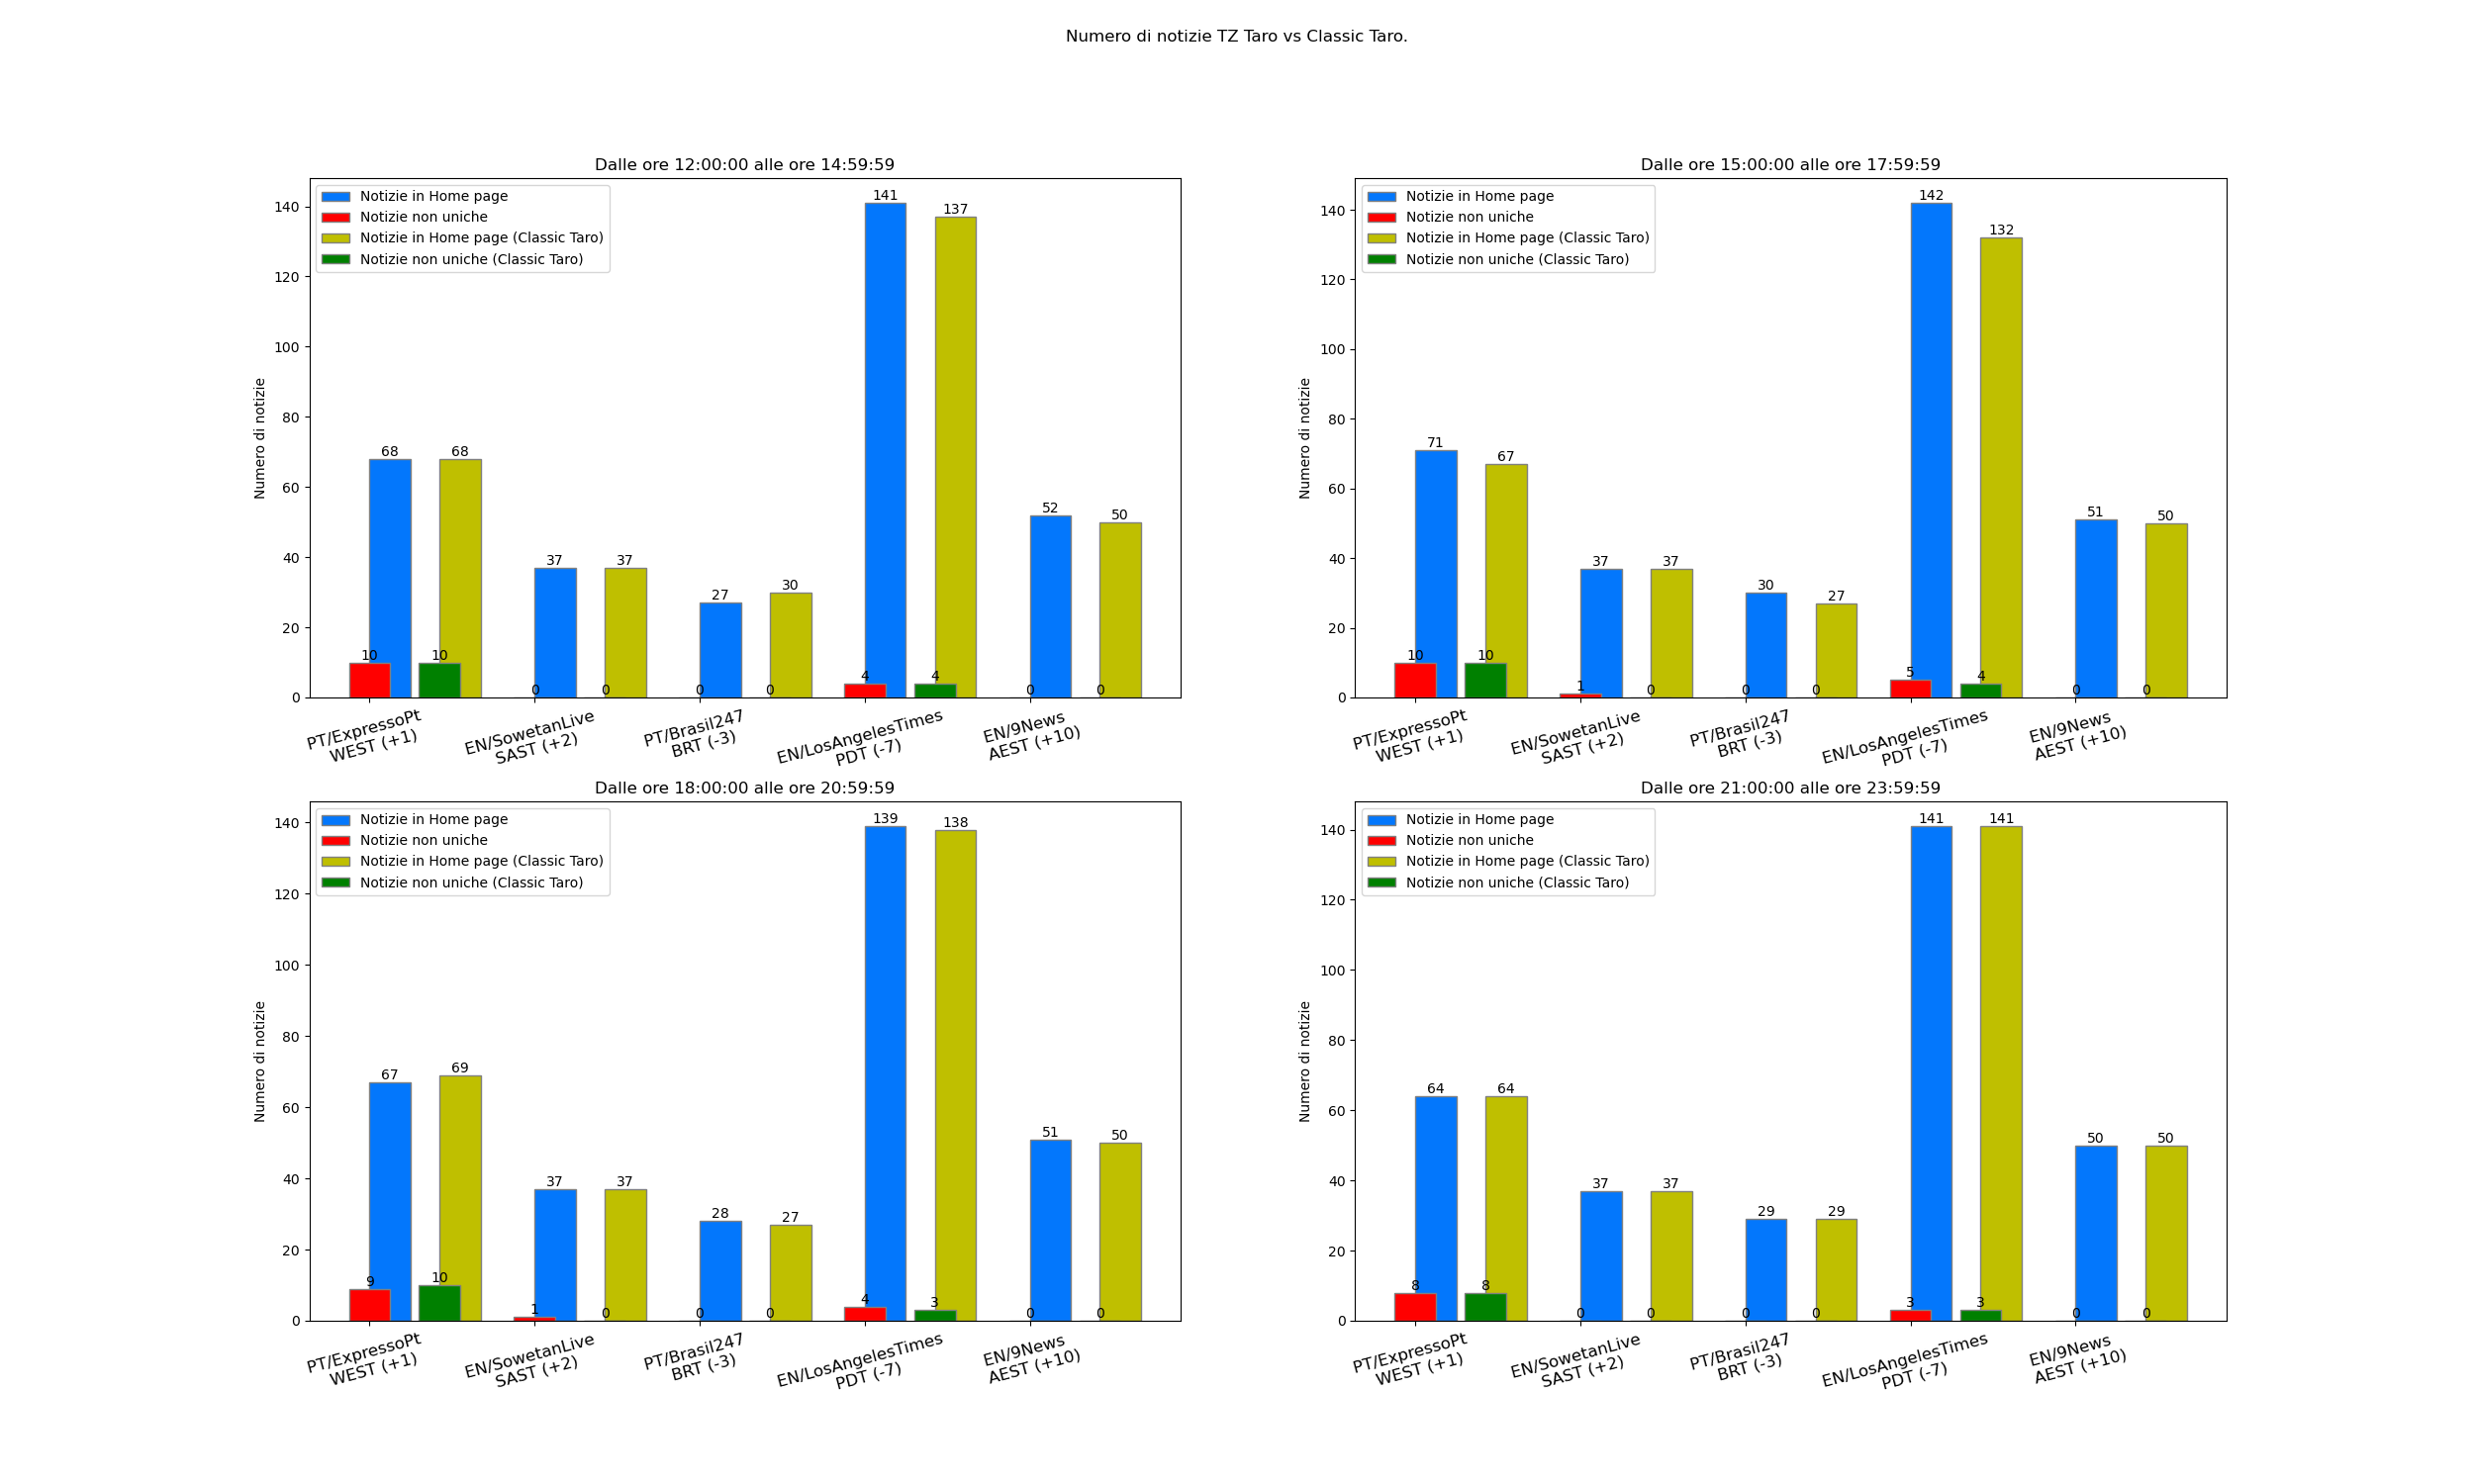 Numero di notizie TZ Taro vs Classic Taro.
Dalle ore 12:00:00 alle ore 14:59:59
Notizie in Home page
Notizie non uniche
Notizie in Home page (Classic Taro)
Notizie non uniche (Classic Taro)
Numero di notizie
140
120
100
80
60
40
20
0
10
68
10
68
0
37
0
37
0
27
0
30
4
141
4
137
0
52
0
50
PT/ExpressoPt
WEST (+1)
EN/SowetanLive
SAST (+2)
PT/Brasil247
BRT (-3)
EN/LosAngelesTimes
PDT (-7)
EN/9News
AEST (+10)
Dalle ore 15:00:00 alle ore 17:59:59
Notizie in Home page
Notizie non uniche
Notizie in Home page (Classic Taro)
Notizie non uniche (Classic Taro)
Numero di notizie
140
120
100
80
60
40
20
0
10
71
10
67
1
37
0
37
0
30
0
27
5
142
4
132
0
51
0
50
PT/ExpressoPt
WEST (+1)
EN/SowetanLive
SAST (+2)
PT/Brasil247
BRT (-3)
EN/LosAngelesTimes
PDT (-7)
EN/9News
AEST (+10)
Dalle ore 18:00:00 alle ore 20:59:59
Notizie in Home page
Notizie non uniche
Notizie in Home page (Classic Taro)
Notizie non uniche (Classic Taro)
Numero di notizie
140
120
100
80
60
40
20
0
9
67
10
69
1
37
0
37
0
28
0
27
4
139
3
138
0
51
0
50
PT/ExpressoPt
WEST (+1)
EN/SowetanLive
SAST (+2)
PT/Brasil247
BRT (-3)
EN/LosAngelesTimes
PDT (-7)
EN/9News
AEST (+10)
Dalle ore 21:00:00 alle ore 23:59:59
Notizie in Home page
Notizie non uniche
Notizie in Home page (Classic Taro)
Notizie non uniche (Classic Taro)
Numero di notizie
140
120
100
80
60
40
20
0
8
64
8
64
0
37
0
37
0
29
0
29
3
141
3
141
0
50
0
50
PT/ExpressoPt
WEST (+1)
EN/SowetanLive
SAST (+2)
PT/Brasil247
BRT (-3)
EN/LosAngelesTimes
PDT (-7)
EN/9News
AEST (+10)